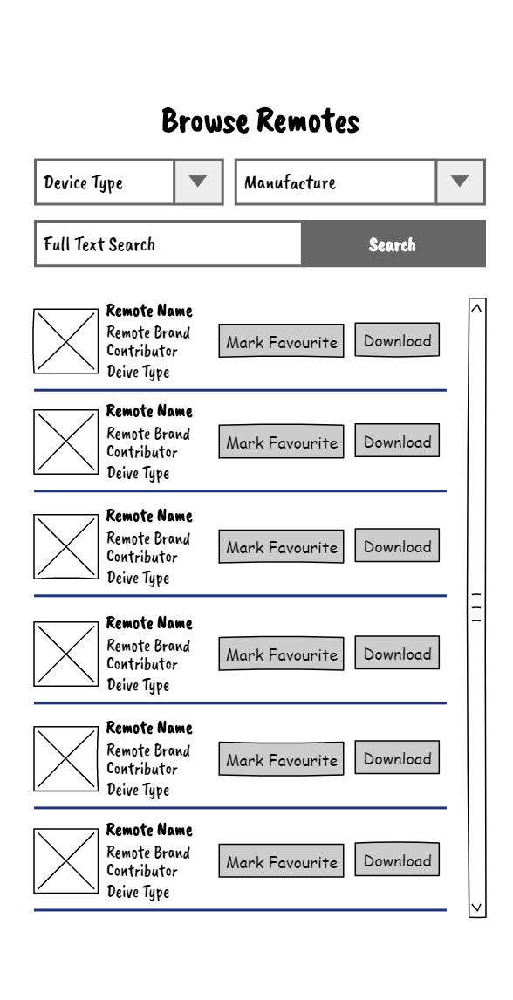 Browse Remotes
Device Type
Manufacture
Full Text Search
Search
Remote Name
Remote Brand
Contributor
Deive Type
Mark Favourite
Download
Remote Name
Remote Brand
Contributor
Deive Type
Mark Favourite
Download
Remote Name
Remote Brand
Contributor
Deive Type
Mark Favourite
Download
Remote Name
Remote Brand
Contributor
Deive Type
Mark Favourite
Download
Remote Name
Remote Brand
Contributor
Deive Type
Mark Favourite
Download
Remote Name
Remote Brand
Contributor
Deive Type
Mark Favourite
Download